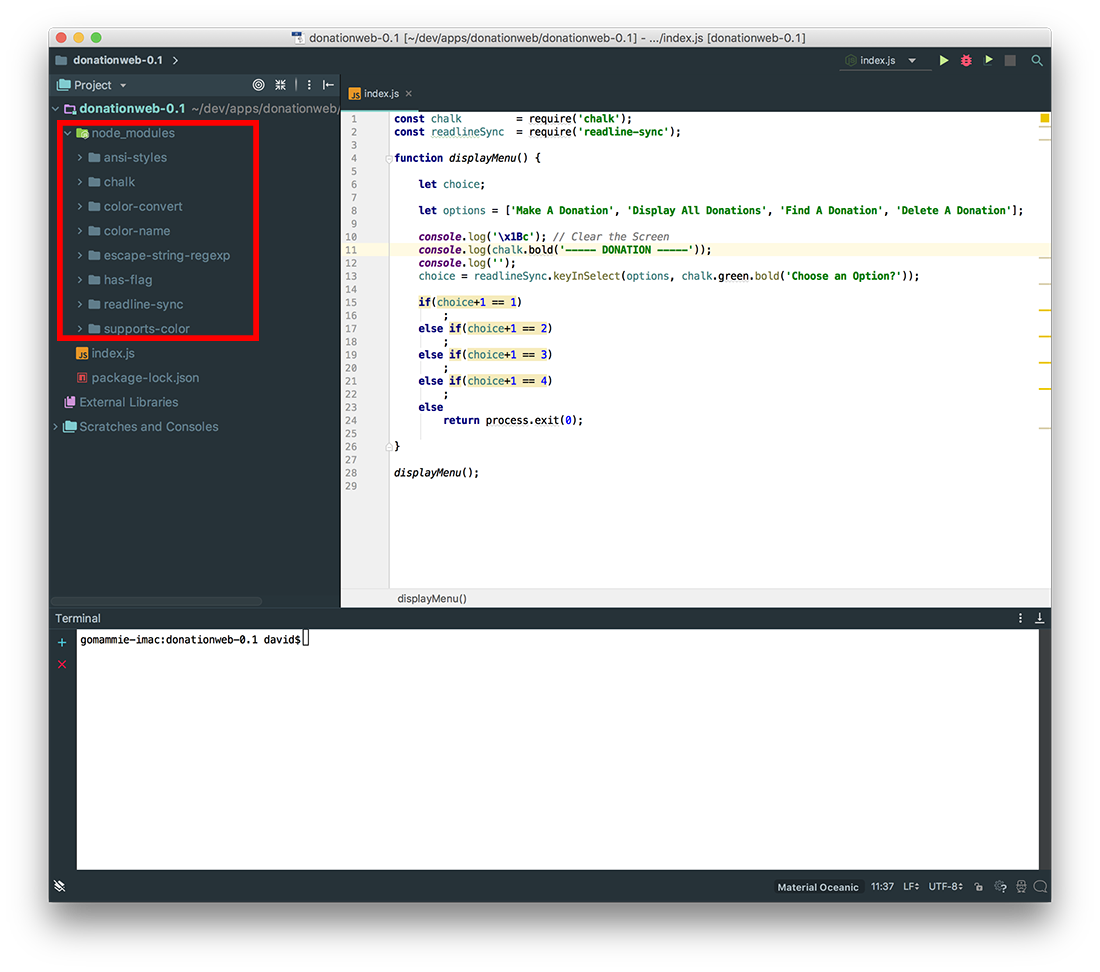 donationweb-0.1 [~/dev/apps/donationweb/donationweb-0.1] - .../index.js [donationweb-0.1]
donationweb-0.1
index.js
Project
index.js
donationweb-0.1 ~/dev/apps/donationweb/
node_modules
ansi-styles
chalk
color-convert
color-name
escape-string-regexp
has-flag
readline-sync
supports-color
index.js
package-lock.json
External Libraries
Scratches and Consoles
1 const chalk = require('chalk');
2 const readlineSync = require('readline-sync');
3
4 function displayMenu() {
5
6 let choice;
7
8 let options = ['Make A Donation', 'Display All Donations', 'Find A Donation', 'Delete A Donation'];
9
10 console.log('\x1Bc'); // Clear the Screen
11 console.log(chalk.bold('----- DONATION -----'));
12 console.log('');
13 choice = readlineSync.keyInSelect(options, chalk.green.bold('Choose an Option?'));
14
15 if(choice+1 == 1)
16 ;
17 else if(choice+1 == 2)
18 ;
19 else if(choice+1 == 3)
20 ;
21 else if(choice+1 == 4)
22 ;
23 else
24 return process.exit(0);
25
26 }
27
28 displayMenu();
29
displayMenu()
Terminal
gomammie-imac:donationweb-0.1 david$
Material Oceanic 11:37 LF UTF-8